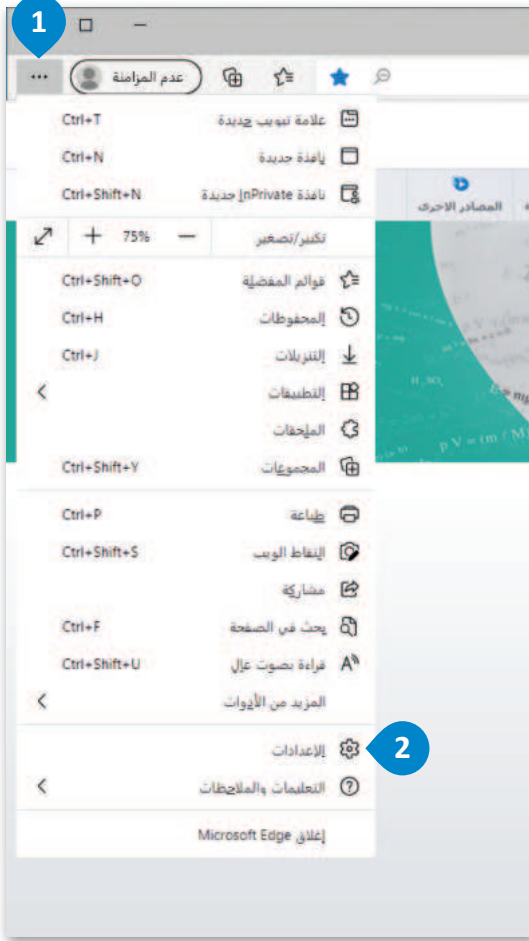 1
عدم المزامنة
علامة تبويب جديدة Ctrl+T
نافذة جديدة Ctrl+N
نافذة InPrivate جديدة Ctrl+Shift+N
المصادر الاخرى
تكبير/تصغير — 75% +
قوائم المفضلة Ctrl+Shift+O
المحفوظات Ctrl+H
التنزيلات Ctrl+J
التطبيقات
الملحقات
المجموعات Ctrl+Shift+Y
طباعة Ctrl+P
التقاط الويب Ctrl+Shift+S
مشاركة
بحث في الصفحة Ctrl+F
قراءة بصوت عالٍ Ctrl+Shift+U
المزيد من الأدوات
الإعدادات 2
التعليمات والملاحظات
إغلاق Microsoft Edge